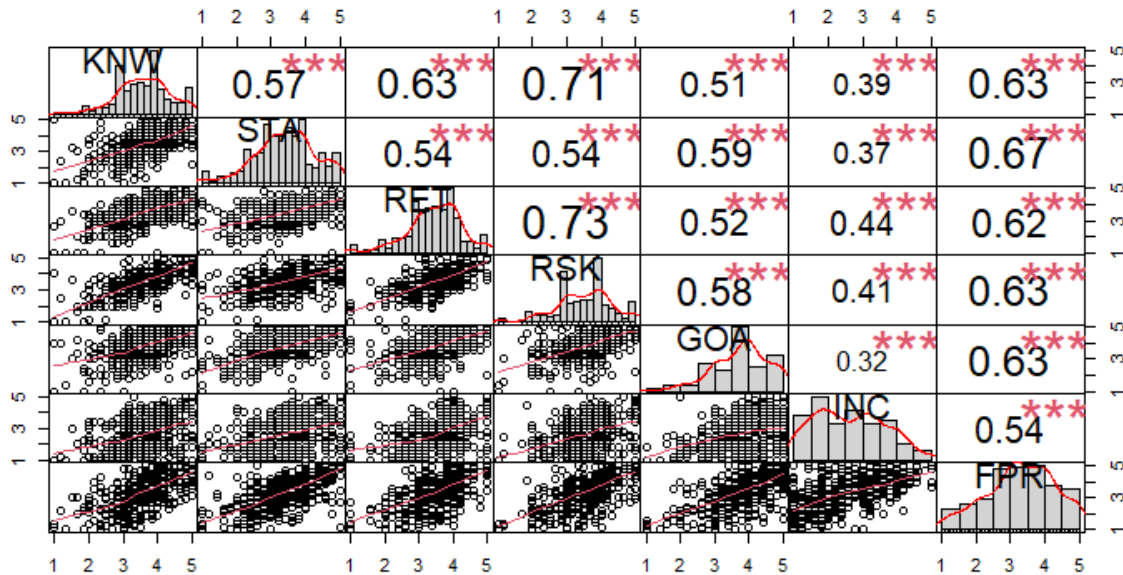 1 2 3 4 5 1 2 3 4 5 1 2 3 4 5
KNW 0.57 *** 0.63 *** 0.71 *** 0.51 *** 0.39 *** 0.63 *** 1 3 5
1 3 5 STA 0.54 *** 0.54 *** 0.59 *** 0.37 *** 0.67 ***
RET 0.73 *** 0.52 *** 0.44 *** 0.62 *** 1 3 5
1 3 5 RSK 0.58 *** 0.41 *** 0.63 ***
GOA 0.32 *** 0.63 *** 1 3 5
1 3 5 INC 0.54 ***
FPR 1 3 5
1 2 3 4 5 1 2 3 4 5 1 2 3 4 5 1 2 3 4 5